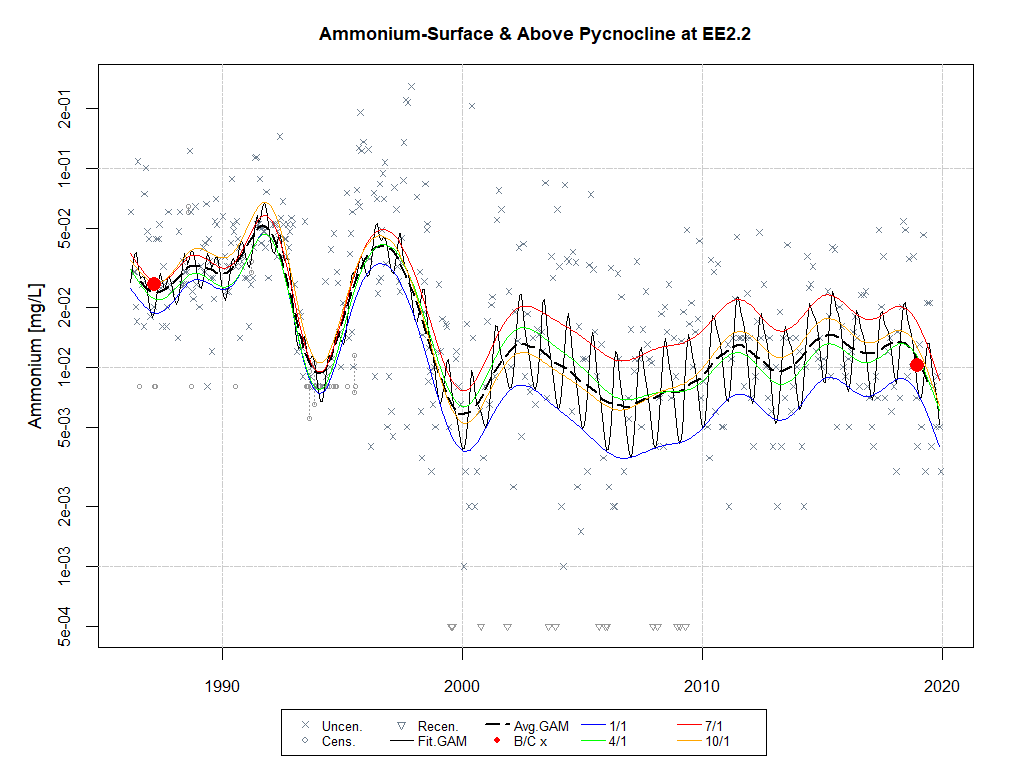 Ammonium-Surface & Above Pycnocline at EE2.2
Ammonium [mg/L]
2e-01
1e-01
5e-02
2e-02
1e-02
5e-03
2e-03
1e-03
5e-04
1990 2000 2010 2020
Uncen. Recen. Avg.GAM 1/1 7/1
Cens. Fit.GAM B/C x 4/1 10/1